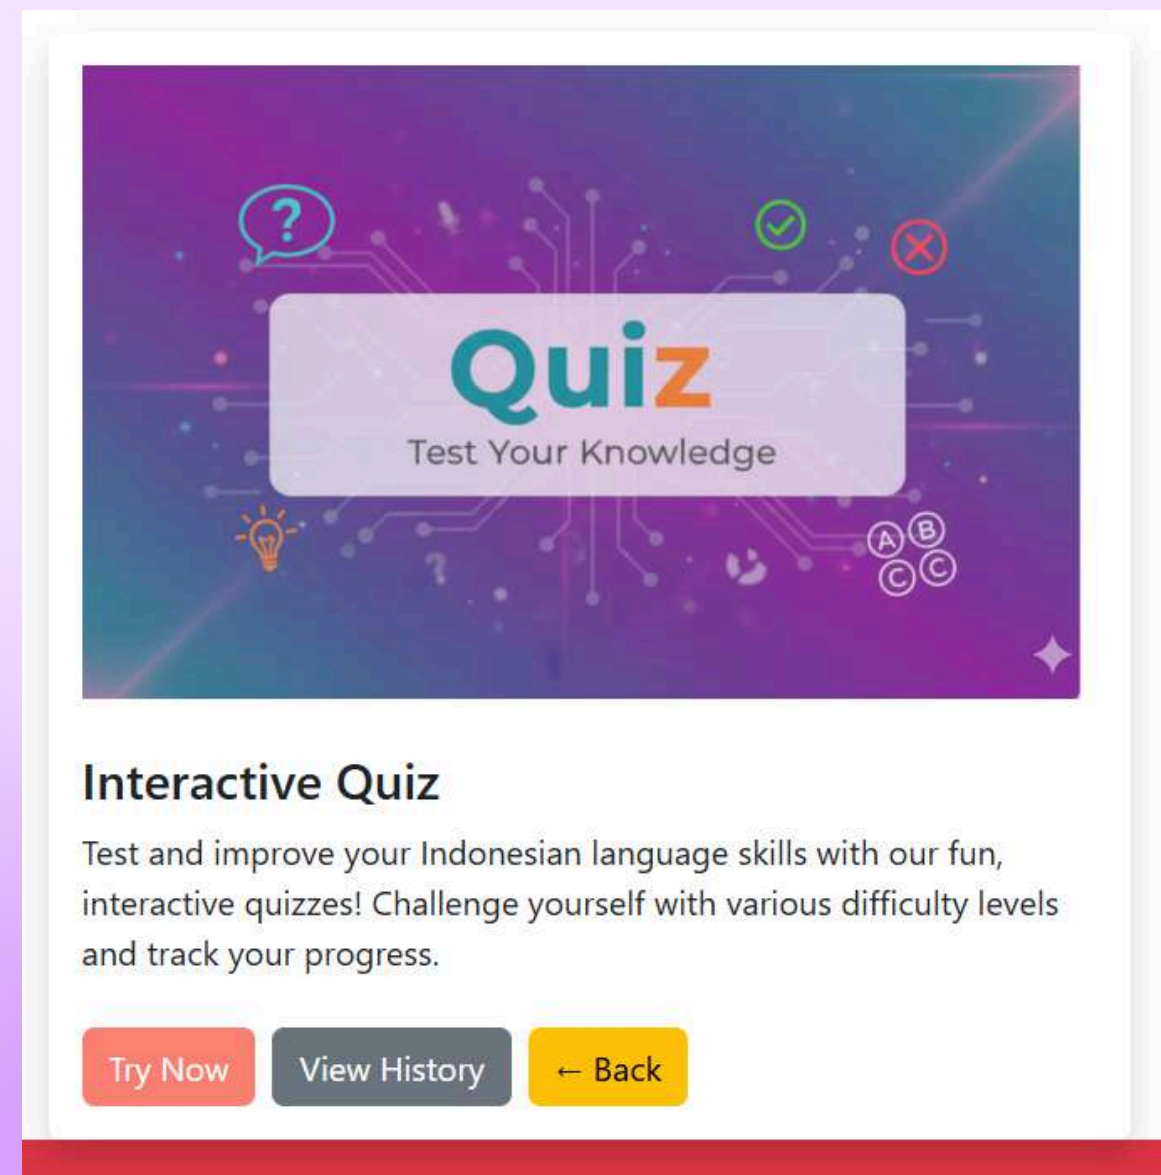 ?
Quiz
Test Your Knowledge
?
A B
C C
Interactive Quiz
Test and improve your Indonesian language skills with our fun,
interactive quizzes! Challenge yourself with various difficulty levels
and track your progress.
Try Now
View History
← Back